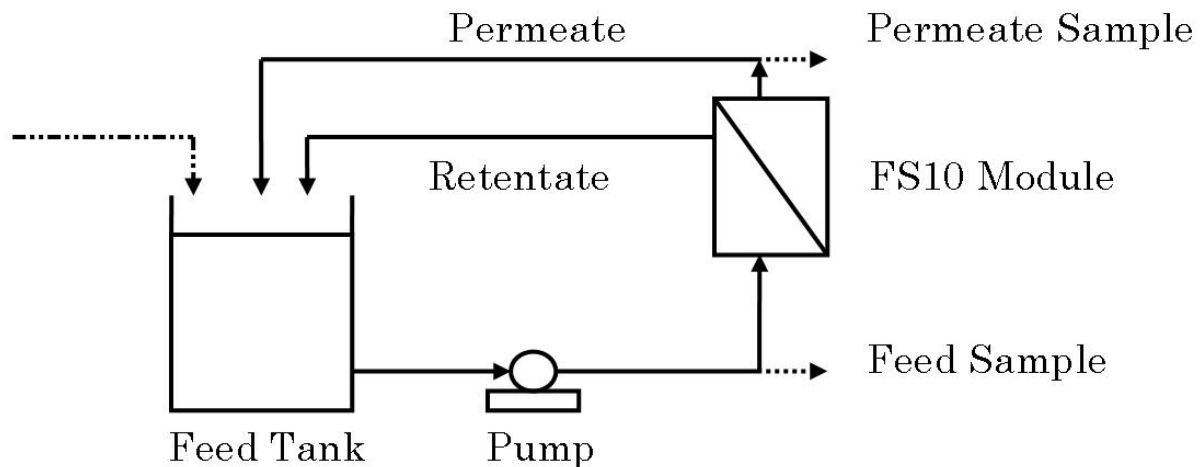 Permeate
Permeate Sample
Retentate
FS10 Module
Feed Sample
Feed Tank
Pump